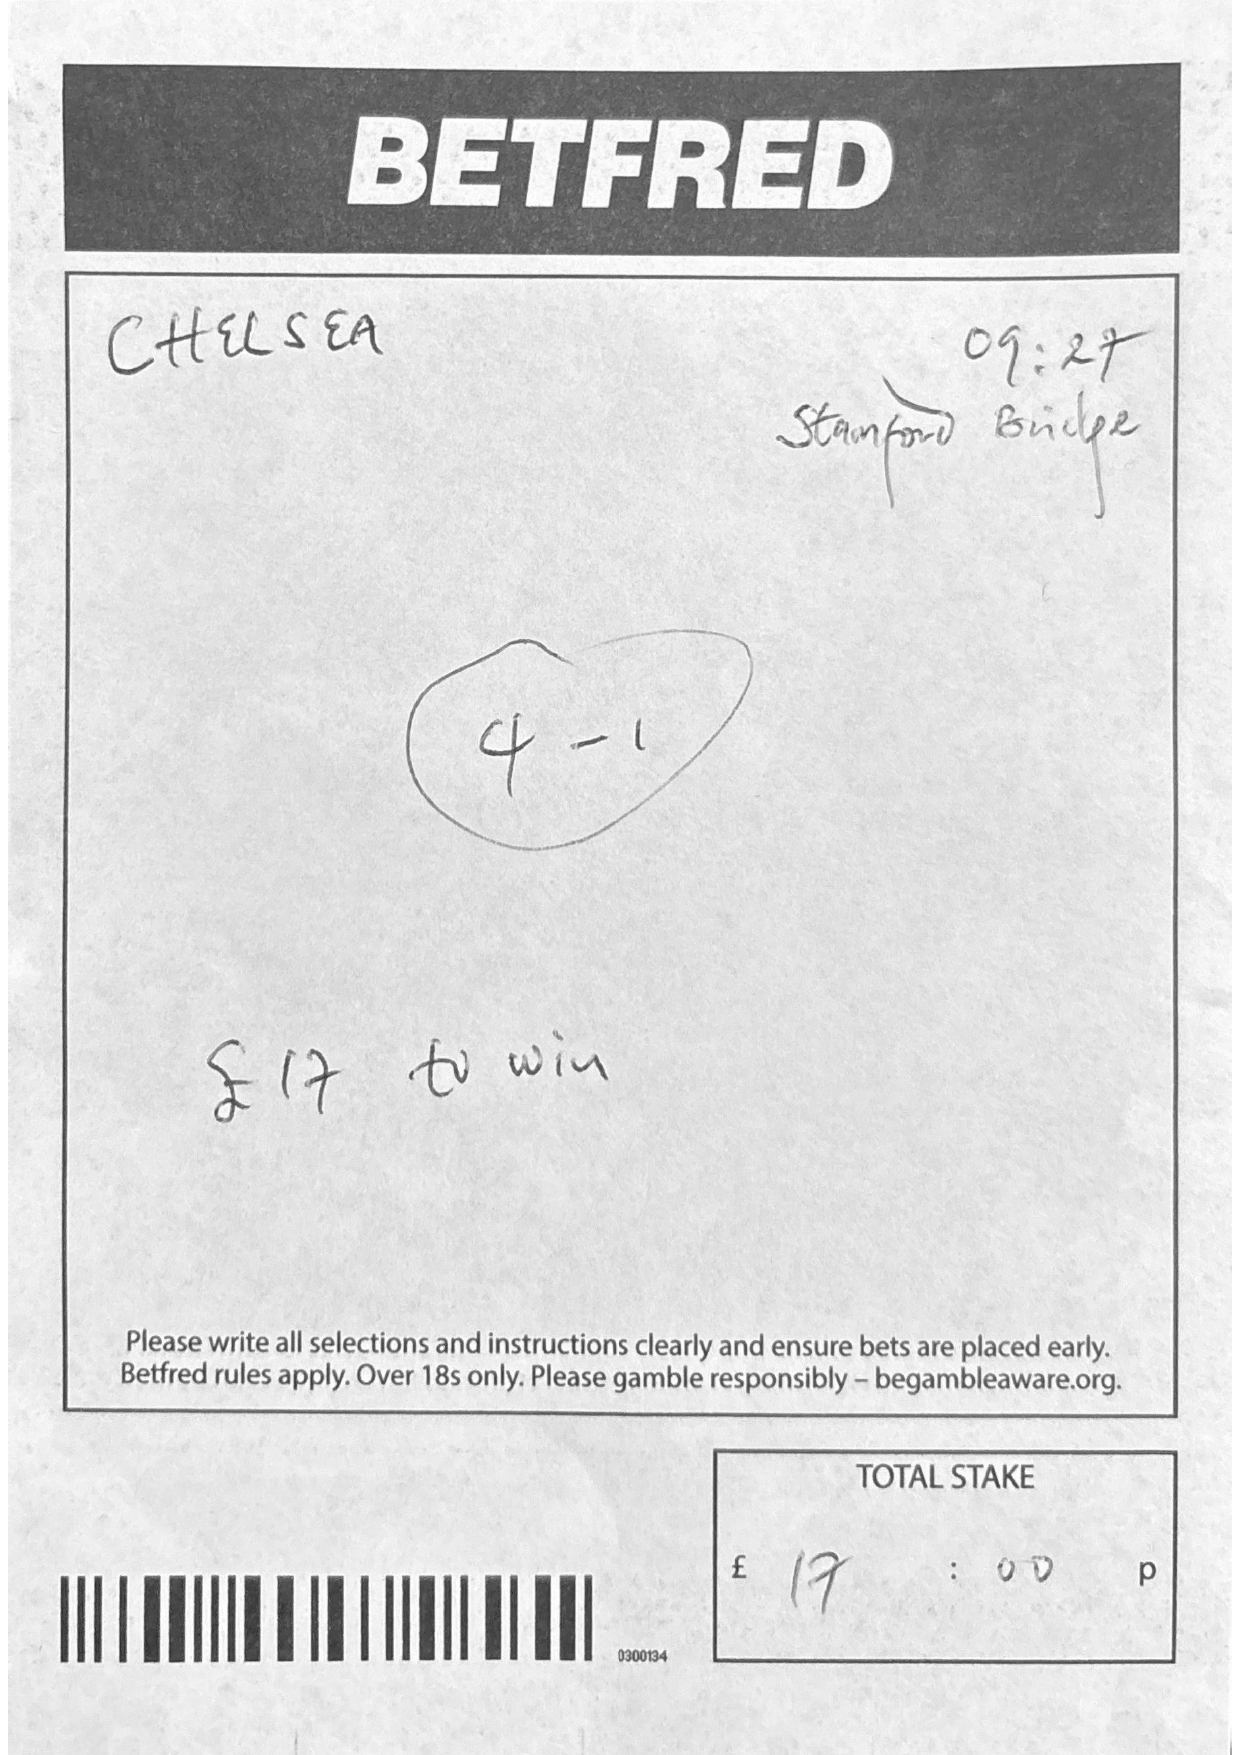 BETFRED
CHELSEA
09:27
Stamford Bridge
4-1
£17 to win
Please write all selections and instructions clearly and ensure bets are placed early.
Betfred rules apply. Over 18s only. Please gamble responsibly – begambleaware.org.
TOTAL STAKE
£ 17 : 00 p
0300134